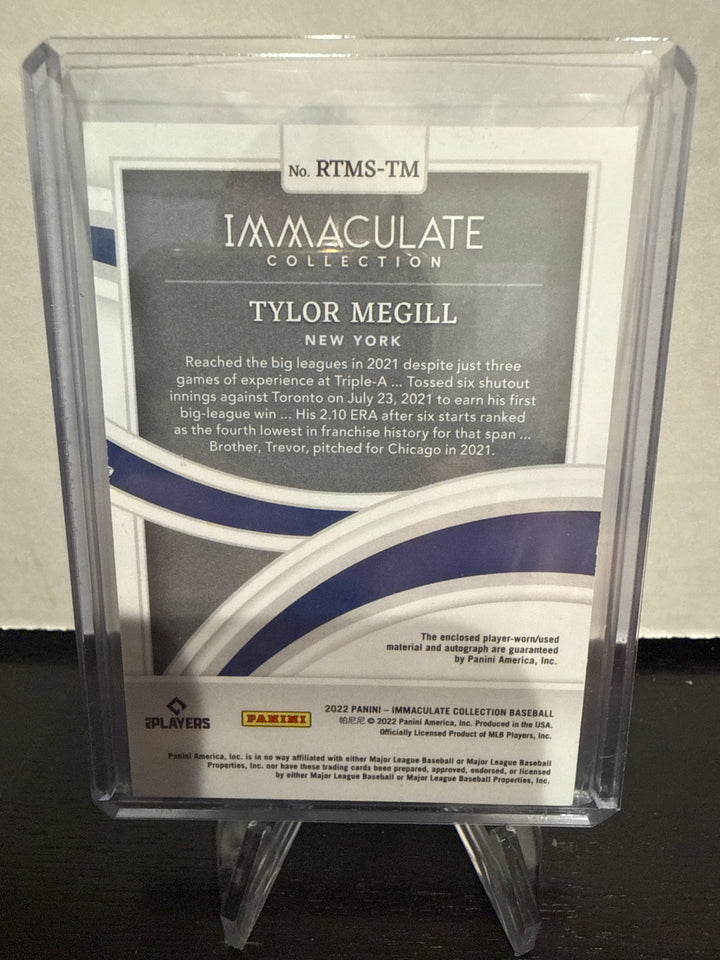 No. RTMS-TM
IMMACULATE
COLLECTION
TYLOR MEGILL
NEW YORK
Reached the big leagues in 2021 despite just three
games of experience at Triple-A ... Tossed six shutout
innings against Toronto on July 23, 2021 to earn his first
big-league win ... His 2.10 ERA after six starts ranked
as the fourth lowest in franchise history for that span ...
Brother, Trevor, pitched for Chicago in 2021.
The enclosed player-worn/used
material and autograph are guaranteed
by Panini America, Inc.
MLB PLAYERS
PANINI
2022 PANINI – IMMACULATE COLLECTION BASEBALL
帕尼尼 © 2022 Panini America, Inc. Produced in the USA.
Officially Licensed Product of MLB Players, Inc.
Panini America, Inc. is in no way affiliated with either Major League Baseball or Major League Baseball
Properties, Inc. nor have these trading cards been prepared, approved, endorsed, or licensed
by either Major League Baseball or Major League Baseball Properties, Inc.